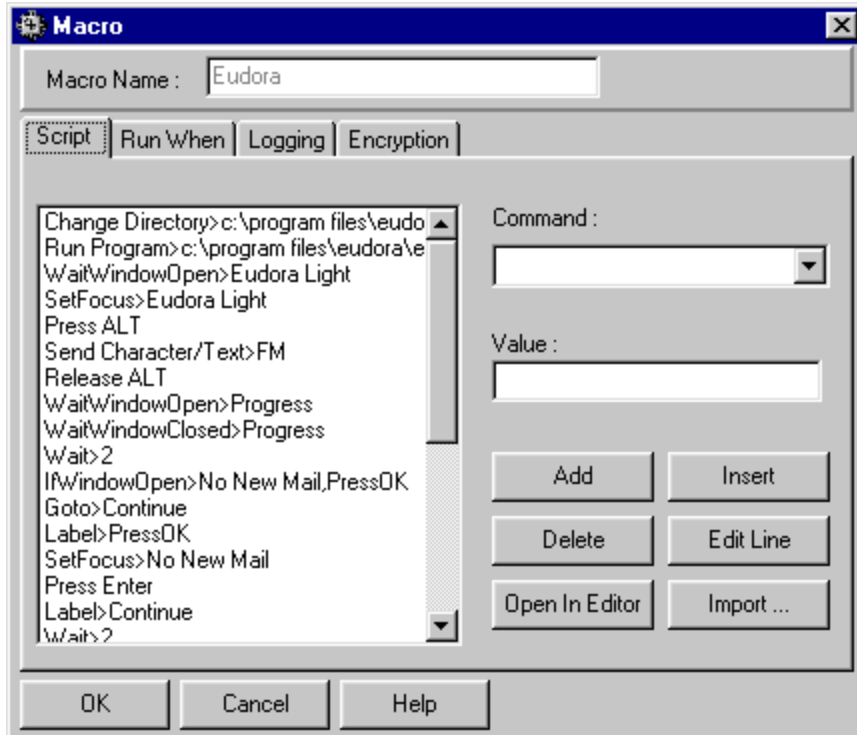 Macro
Macro Name : Eudora
Script Run When Logging Encryption
Change Directory>c:\program files\eudo
Run Program>c:\program files\eudora\e
WaitWindowOpen>Eudora Light
SetFocus>Eudora Light
Press ALT
Send Character/Text>FM
Release ALT
WaitWindowOpen>Progress
WaitWindowClosed>Progress
Wait>2
IfWindowOpen>No New Mail,PressOK
Goto>Continue
Label>PressOK
SetFocus>No New Mail
Press Enter
Label>Continue
Wait>2
Command :
Value :
Add Insert
Delete Edit Line
Open In Editor Import ...
OK Cancel Help